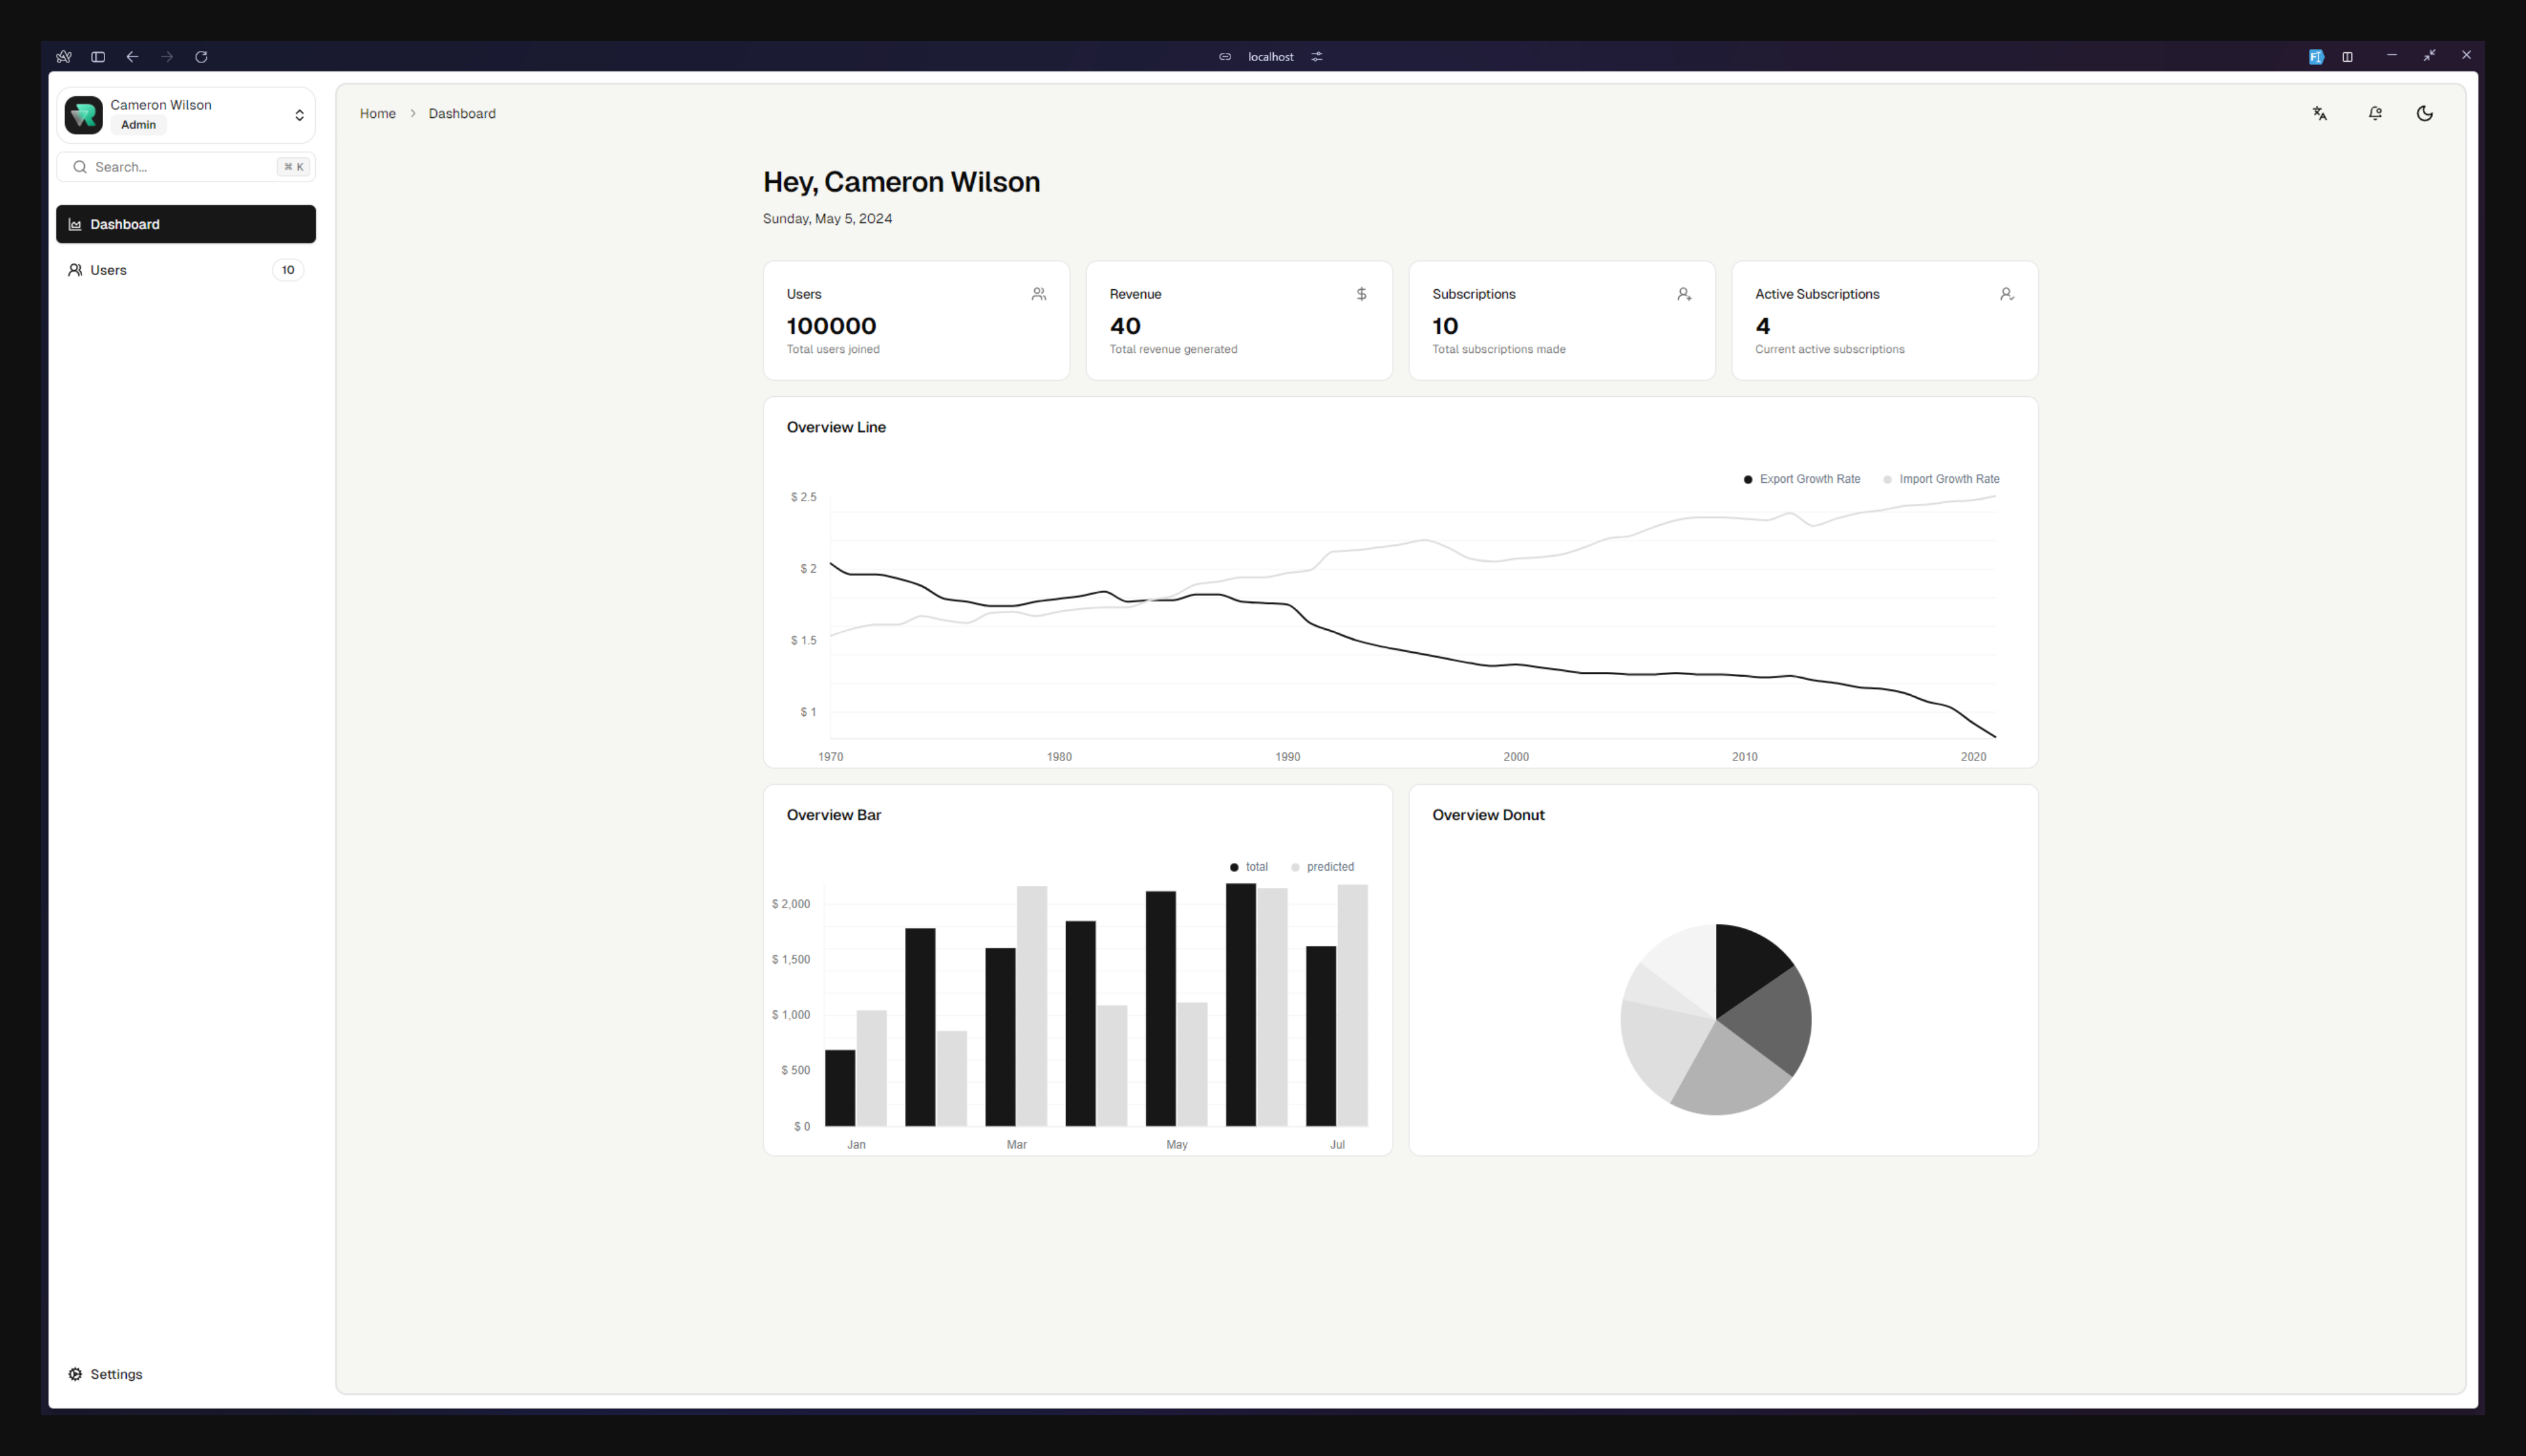 localhost
Cameron Wilson
Admin
Search...
⌘ K
Dashboard
Users 10
Settings
Home > Dashboard
Hey, Cameron Wilson
Sunday, May 5, 2024
Users
100000
Total users joined
Revenue
40
Total revenue generated
Subscriptions
10
Total subscriptions made
Active Subscriptions
4
Current active subscriptions
Overview Line
Export Growth Rate Import Growth Rate
$ 2.5
$ 2
$ 1.5
$ 1
1970 1980 1990 2000 2010 2020
Overview Bar
total predicted
$ 2,000
$ 1,500
$ 1,000
$ 500
$ 0
Jan Mar May Jul
Overview Donut